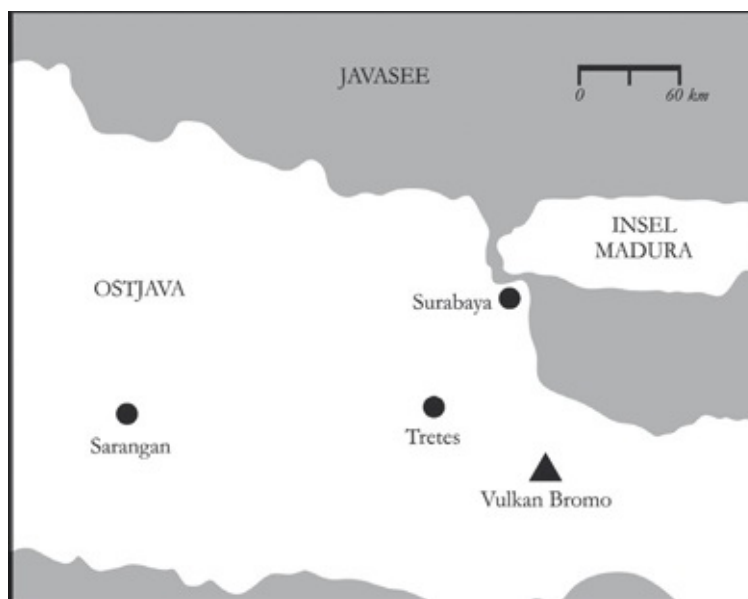 JAVASEE
0 60 km
INSEL
MADURA
OSTJAVA
Surabaya
Sarangan
Tretes
Vulkan Bromo